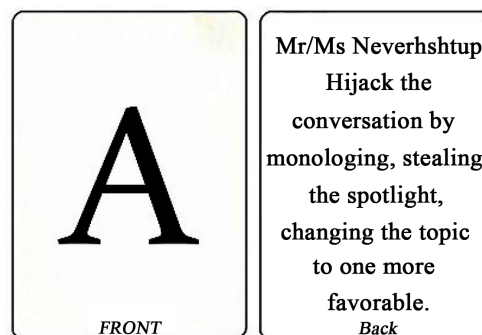 A
FRONT
Mr/Ms Neverhshtup
Hijack the
conversation by
monologing, stealing
the spotlight,
changing the topic
to one more
favorable.
Back